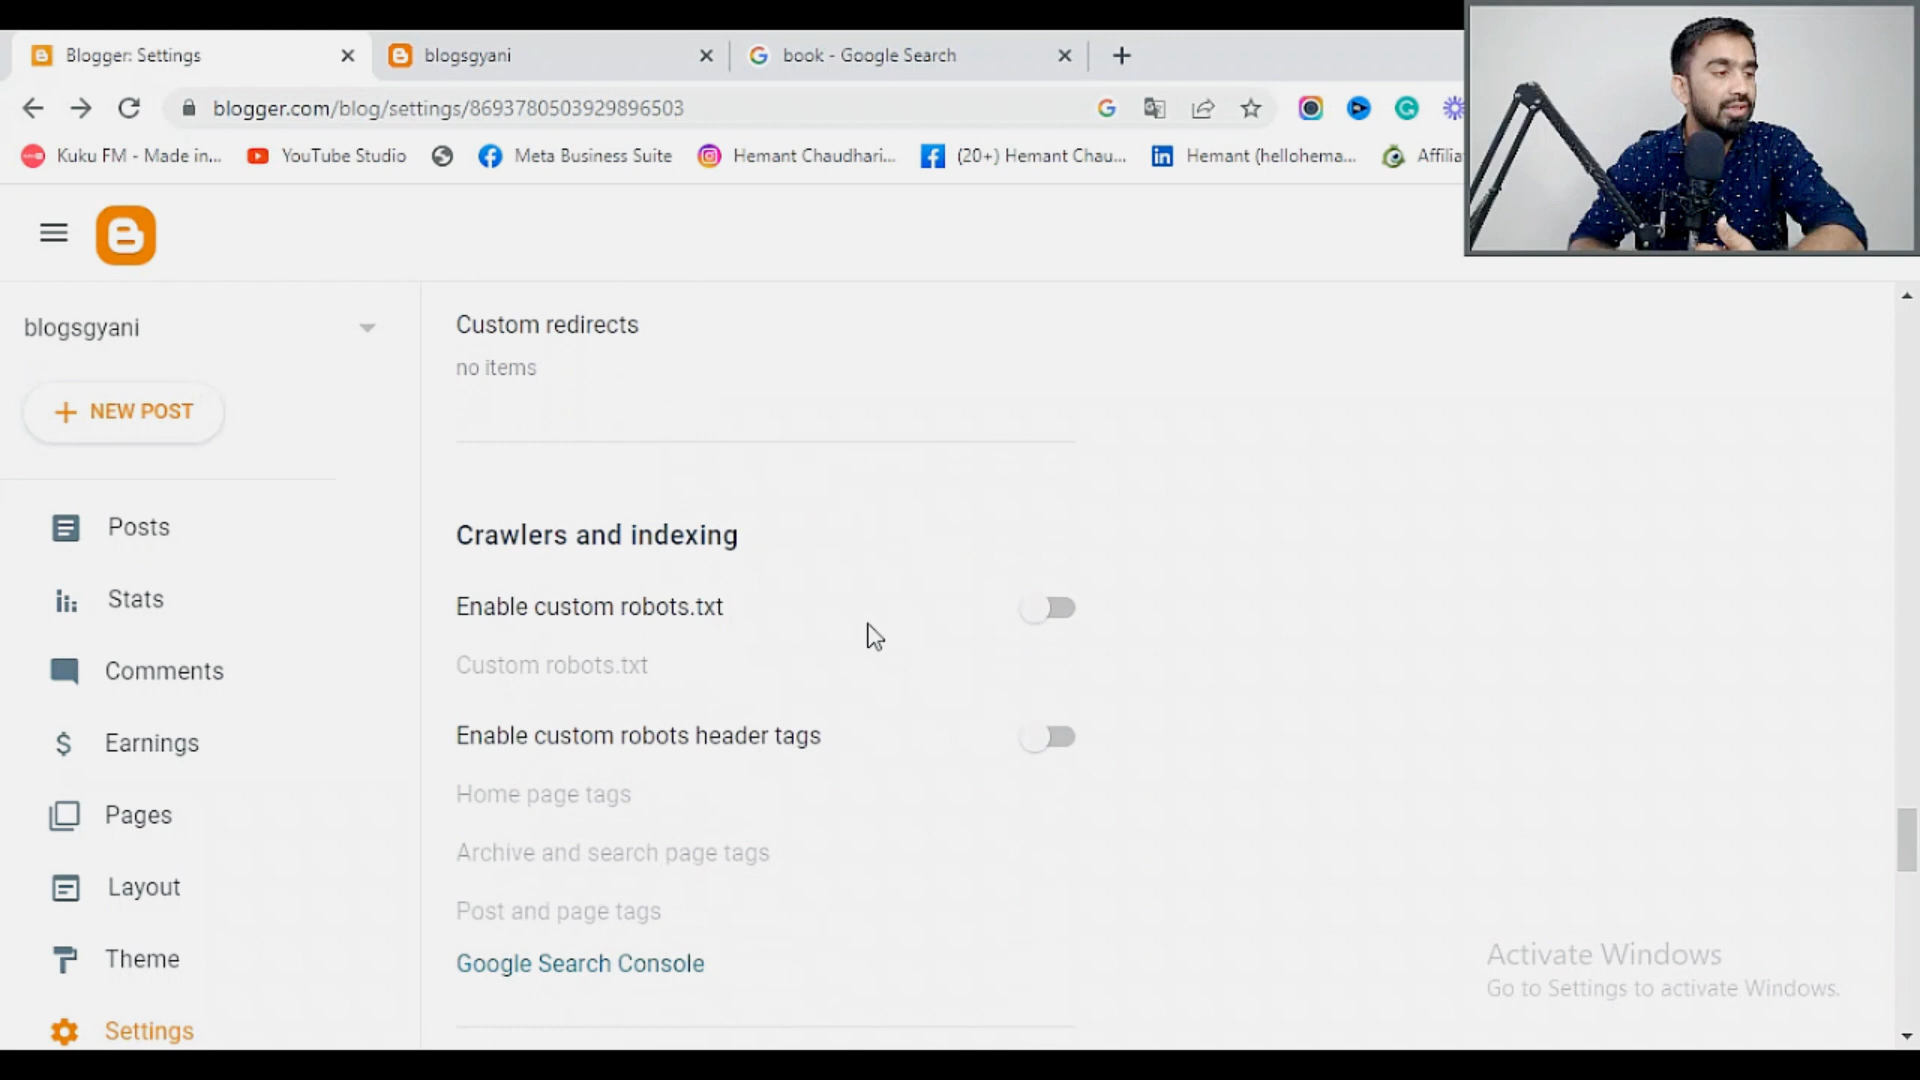 Blogger: Settings
blogsgyani
book - Google Search
blogger.com/blog/settings/8693780503929896503
Kuku FM - Made in...
YouTube Studio
Meta Business Suite
Hemant Chaudhari...
(20+) Hemant Chau...
Hemant (hellohema...
Affilia
blogsgyani
NEW POST
Posts
Stats
Comments
Earnings
Pages
Layout
Theme
Settings
Custom redirects
no items
Crawlers and indexing
Enable custom robots.txt
Custom robots.txt
Enable custom robots header tags
Home page tags
Archive and search page tags
Post and page tags
Google Search Console
Activate Windows
Go to Settings to activate Windows.